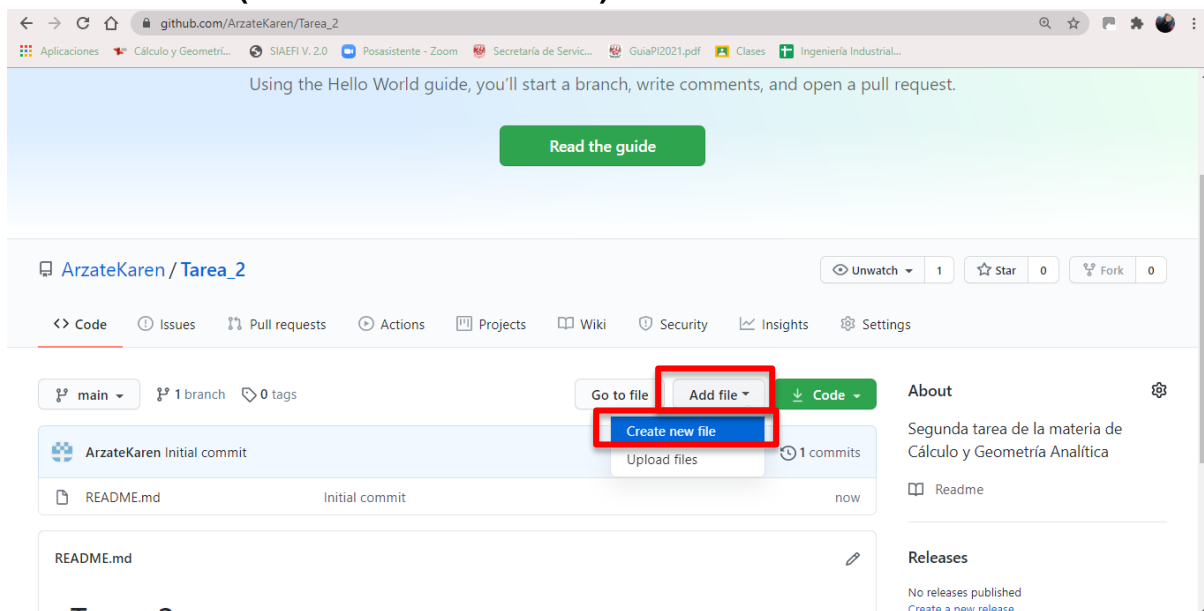 github.com/ArzateKaren/Tarea_2
Aplicaciones Cálculo y Geometrí... SIAEFI V. 2.0 Posasistente - Zoom Secretaría de Servic... GuiaPI2021.pdf Clases Ingeniería Industrial...
Using the Hello World guide, you'll start a branch, write comments, and open a pull request.
Read the guide
ArzateKaren / Tarea_2
Unwatch 1 Star 0 Fork 0
Code Issues Pull requests Actions Projects Wiki Security Insights Settings
main 1 branch 0 tags
Go to file Add file Code
Create new file
Upload files
ArzateKaren Initial commit
1 commits
README.md Initial commit now
README.md
About
Segunda tarea de la materia de
Cálculo y Geometría Analítica
Readme
Releases
No releases published
Create a new release